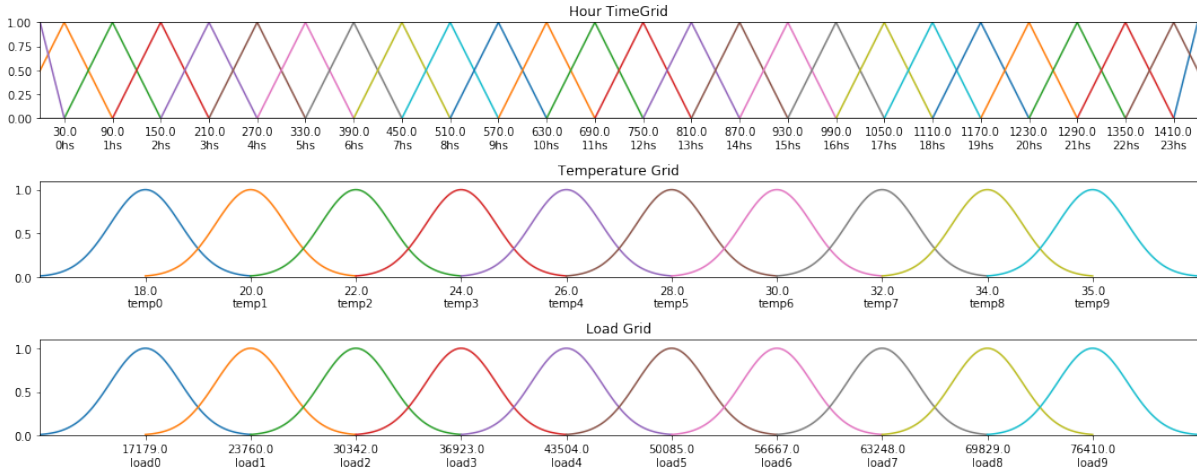 Hour TimeGrid
1.00
0.75
0.50
0.25
0.00
30.0 90.0 150.0 210.0 270.0 330.0 390.0 450.0 510.0 570.0 630.0 690.0 750.0 810.0 870.0 930.0 990.0 1050.0 1110.0 1170.0 1230.0 1290.0 1350.0 1410.0
0hs 1hs 2hs 3hs 4hs 5hs 6hs 7hs 8hs 9hs 10hs 11hs 12hs 13hs 14hs 15hs 16hs 17hs 18hs 19hs 20hs 21hs 22hs 23hs
Temperature Grid
1.0
0.5
0.0
18.0 20.0 22.0 24.0 26.0 28.0 30.0 32.0 34.0 35.0
temp0 temp1 temp2 temp3 temp4 temp5 temp6 temp7 temp8 temp9
Load Grid
1.0
0.5
0.0
17179.0 23760.0 30342.0 36923.0 43504.0 50085.0 56667.0 63248.0 69829.0 76410.0
load0 load1 load2 load3 load4 load5 load6 load7 load8 load9